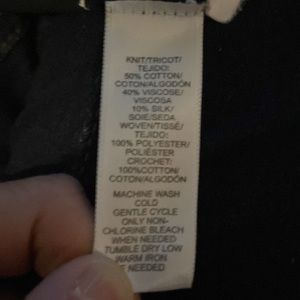 KNIT/TRICOT/
TEJIDO:
50% COTTON/
COTON/ALGODÓN
40% VISCOSE/
VISCOSA
10% SILK/
SOIE/SEDA
WOVEN/TISSÉ/
TEJIDO:
100% POLYESTER/
POLIÉSTER
CROCHET:
100%COTTON/
COTON/ALGODÓN
MACHINE WASH
COLD
GENTLE CYCLE
ONLY NON-
CHLORINE BLEACH
WHEN NEEDED
TUMBLE DRY LOW
WARM IRON
NEEDED